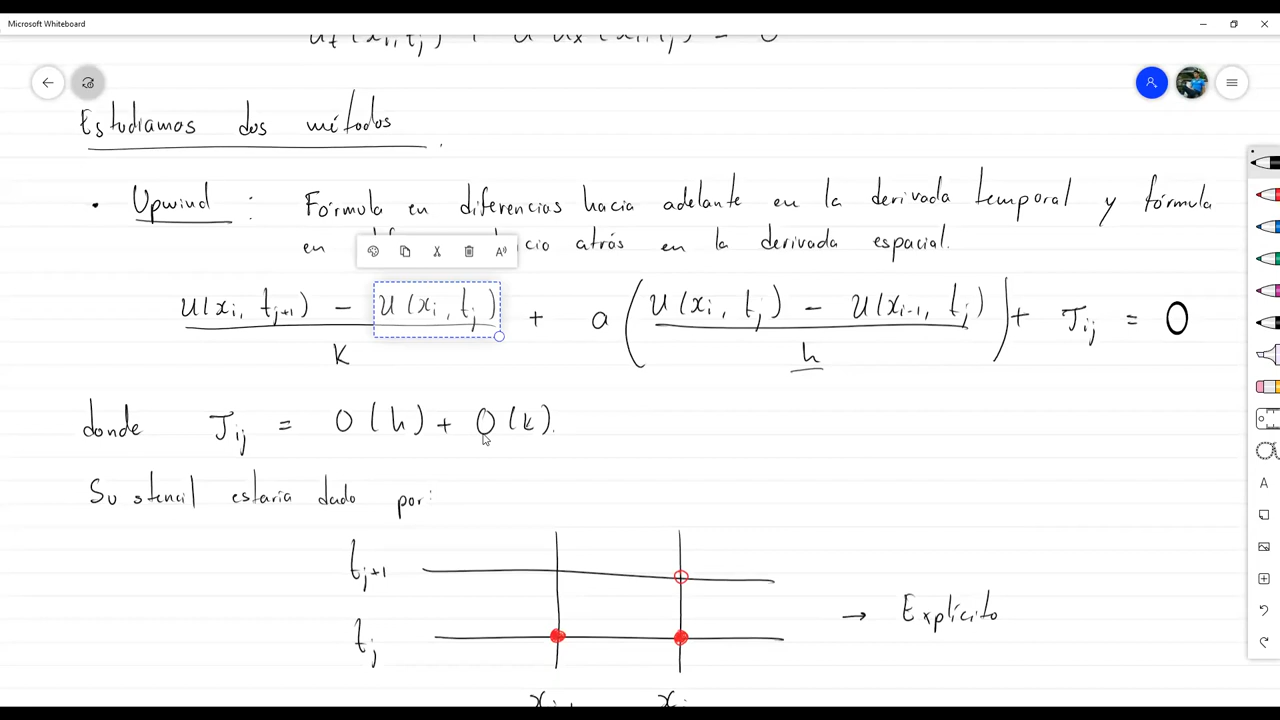 Microsoft Whiteboard
Estudiamos dos métodos.
• Upwind : Fórmula en diferencias hacia adelante en la derivada temporal y fórmula
en atrás en la derivada espacial.
u(xi, tj+1) - u(xi, tj) / k + a ( u(xi, tj) - u(xi-1, tj) / h ) + Tij = 0
donde Tij = O(h) + O(k).
Su stencil estaría dado por:
tj+1
tj → Explícito